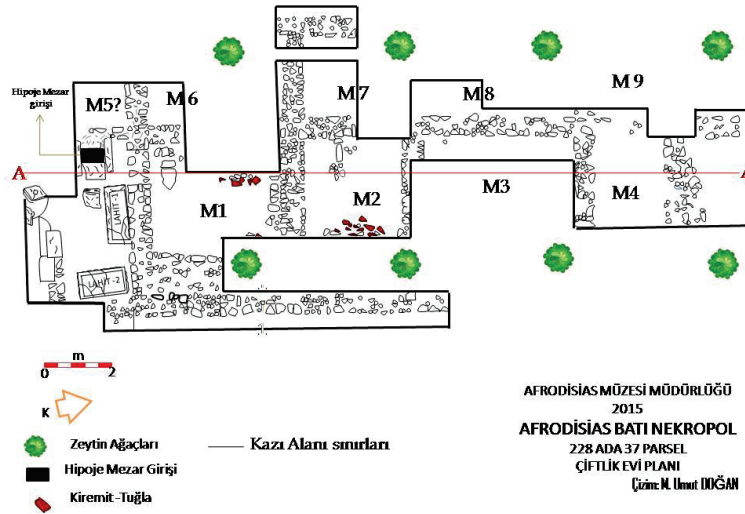 Hipoje Mezar
girişi
M5?
M6
M7
M8
M9
A
A
M1
M2
M3
M4
LAHİT-1
LAHİT-2
m
0 2
K
Zeytin Ağaçları
Kazı Alanı sınırları
Hipoje Mezar Girişi
Kiremit-Tuğla
AFRODİSİAS MÜZESİ MÜDÜRLÜĞÜ
2015
AFRODİSİAS BATI NEKROPOL
228 ADA 37 PARSEL
ÇİFTLİK EVİ PLANI
Çizim: N. Umut DOĞAN